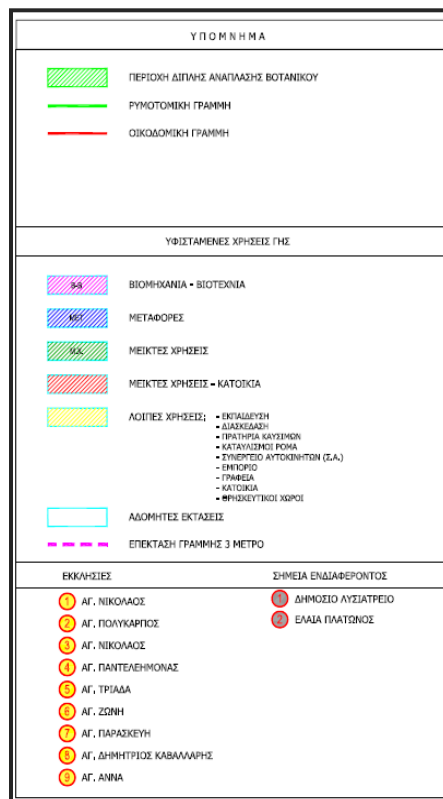 ΥΠΟΜΝΗΜΑ
ΠΕΡΙΟΧΗ ΔΙΠΛΗΣ ΑΝΑΠΛΑΣΗΣ ΒΟΤΑΝΙΚΟΥ
ΡΥΜΟΤΟΜΙΚΗ ΓΡΑΜΜΗ
ΟΙΚΟΔΟΜΙΚΗ ΓΡΑΜΜΗ
ΥΦΙΣΤΑΜΕΝΕΣ ΧΡΗΣΕΙΣ ΓΗΣ
Β-Β ΒΙΟΜΗΧΑΝΙΑ - ΒΙΟΤΕΧΝΙΑ
ΜΕΤ ΜΕΤΑΦΟΡΕΣ
Μ.Χ. ΜΕΙΚΤΕΣ ΧΡΗΣΕΙΣ
ΜΕΙΚΤΕΣ ΧΡΗΣΕΙΣ - ΚΑΤΟΙΚΙΑ
ΛΟΙΠΕΣ ΧΡΗΣΕΙΣ: - ΕΚΠΑΙΔΕΥΣΗ
- ΔΙΑΣΚΕΔΑΣΗ
- ΠΡΑΤΗΡΙΑ ΚΑΥΣΙΜΩΝ
- ΚΑΤΑΥΛΙΣΜΟΙ ΡΟΜΑ
- ΣΥΝΕΡΓΕΙΟ ΑΥΤΟΚΙΝΗΤΩΝ (Σ.Α.)
- ΕΜΠΟΡΙΟ
- ΓΡΑΦΕΙΑ
- ΚΑΤΟΙΚΙΑ
- ΘΡΗΣΚΕΥΤΙΚΟΙ ΧΩΡΟΙ
ΑΔΟΜΗΤΕΣ ΕΚΤΑΣΕΙΣ
ΕΠΕΚΤΑΣΗ ΓΡΑΜΜΗΣ 3 ΜΕΤΡΟ
ΕΚΚΛΗΣΙΕΣ
1 ΑΓ. ΝΙΚΟΛΑΟΣ
2 ΑΓ. ΠΟΛΥΚΑΡΠΟΣ
3 ΑΓ. ΝΙΚΟΛΑΟΣ
4 ΑΓ. ΠΑΝΤΕΛΕΗΜΟΝΑΣ
5 ΑΓ. ΤΡΙΑΔΑ
6 ΑΓ. ΖΩΝΗ
7 ΑΓ. ΠΑΡΑΣΚΕΥΗ
8 ΑΓ. ΔΗΜΗΤΡΙΟΣ ΚΑΒΑΛΛΑΡΗΣ
9 ΑΓ. ΑΝΝΑ
ΣΗΜΕΙΑ ΕΝΔΙΑΦΕΡΟΝΤΟΣ
1 ΔΗΜΟΣΙΟ ΛΥΣΙΑΤΡΕΙΟ
2 ΕΛΑΙΑ ΠΛΑΤΩΝΟΣ